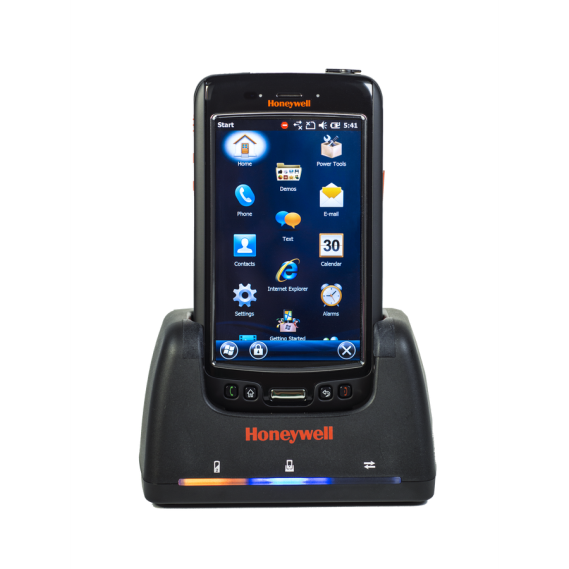 Honeywell
Start 5:41
Home
Power Tools
Demos
Phone
E-mail
Text
30
Contacts
Calendar
Internet Explorer
Settings
Alarms
Getting Started
Honeywell